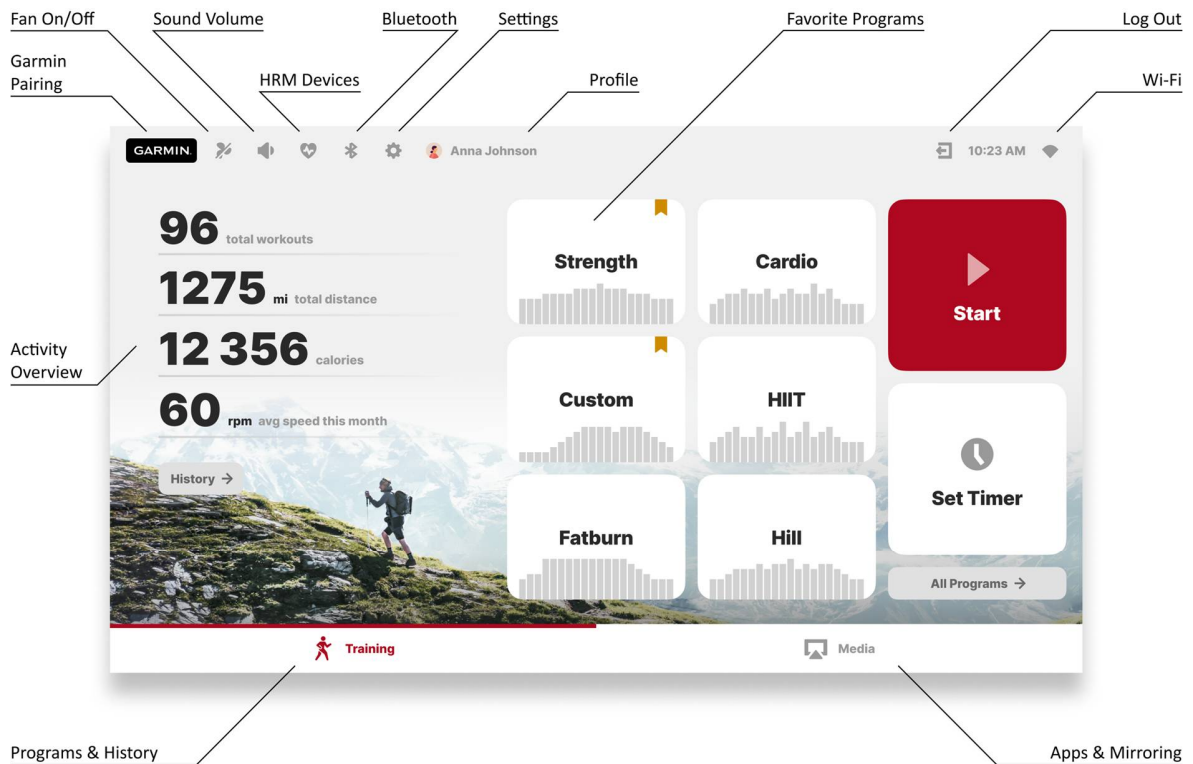 Fan On/Off
Sound Volume
Bluetooth
Settings
Favorite Programs
Log Out
Garmin
Pairing
HRM Devices
Profile
Wi-Fi
GARMIN.
Anna Johnson
10:23 AM
96 total workouts
1275 mi total distance
12 356 calories
60 rpm avg speed this month
History →
Activity
Overview
Strength
Cardio
Custom
HIIT
Fatburn
Hill
Start
Set Timer
All Programs →
Training
Media
Programs & History
Apps & Mirroring